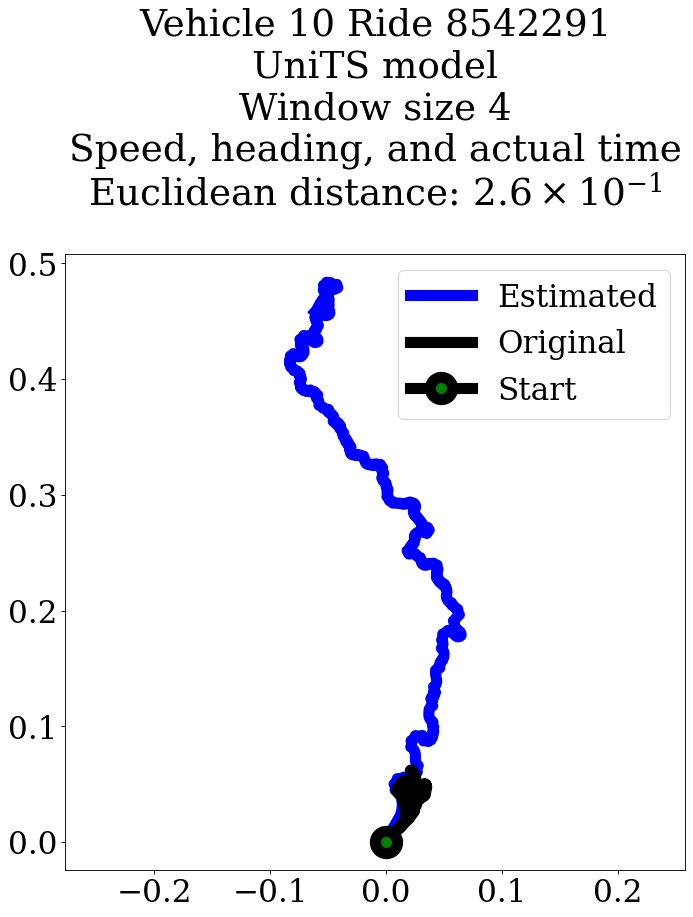 Vehicle 10 Ride 8542291
UniTS model
Window size 4
Speed, heading, and actual time
Euclidean distance: 2.6 × 10⁻¹
Estimated
Original
Start
0.5
0.4
0.3
0.2
0.1
0.0
−0.2 −0.1 0.0 0.1 0.2